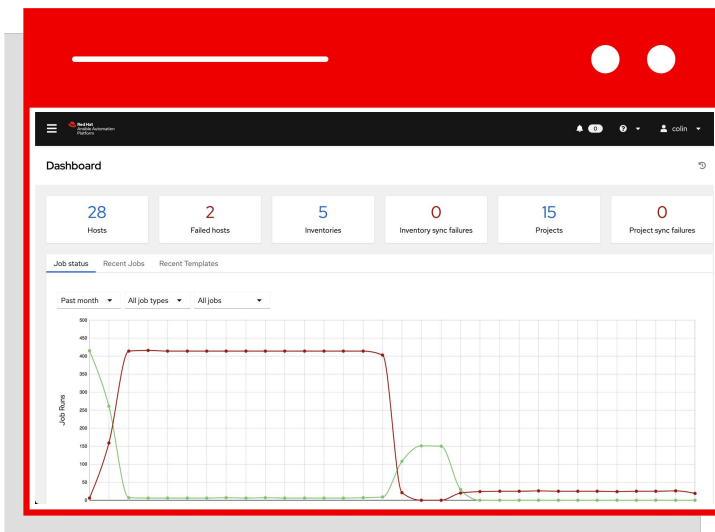 Red Hat
Ansible Automation
Platform
0
colin
Dashboard
28
Hosts
2
Failed hosts
5
Inventories
0
Inventory sync failures
15
Projects
0
Project sync failures
Job status
Recent Jobs
Recent Templates
Past month
All job types
All jobs
Job Runs
500
450
400
350
300
250
200
150
100
50
0